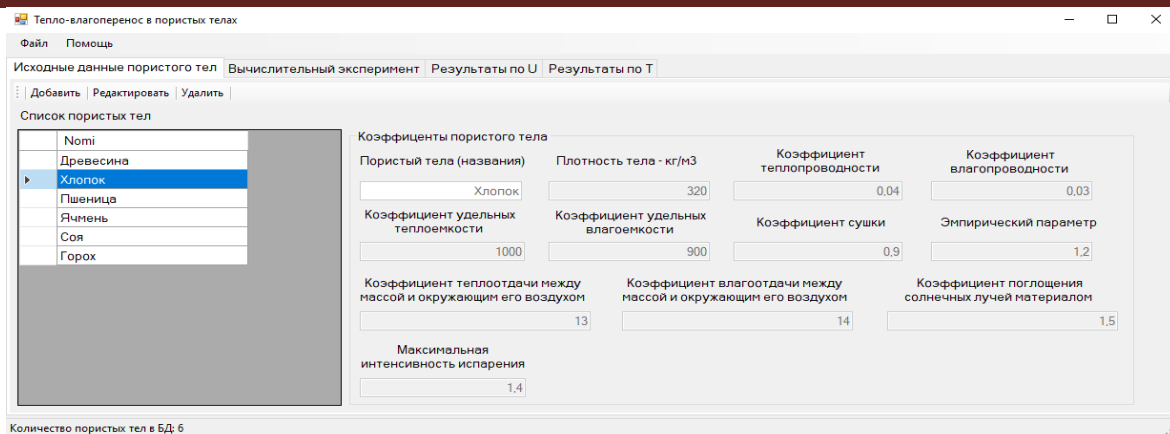 Тепло-влагоперенос в пористых телах
Файл Помощь
Исходные данные пористого тел Вычислительный эксперимент Результаты по U Результаты по T
Добавить Редактировать Удалить
Список пористых тел
Nomi
Древесина
Хлопок
Пшеница
Ячмень
Соя
Горох
Коэффиценты пористого тела
Пористый тела (названия)
Хлопок
Плотность тела - кг/м3
320
Коэффициент
теплопроводности
0,04
Коэффициент
влагопроводности
0,03
Коэффициент удельных
теплоемкости
1000
Коэффициент удельных
влагоемкости
900
Коэффициент сушки
0,9
Эмпирический параметр
1,2
Коэффициент теплоотдачи между
массой и окружающим его воздухом
13
Коэффициент влагоотдачи между
массой и окружающим его воздухом
14
Коэффициент поглощения
солнечных лучей материалом
1,5
Максимальная
интенсивность испарения
1,4
Количество пористых тел в БД: 6